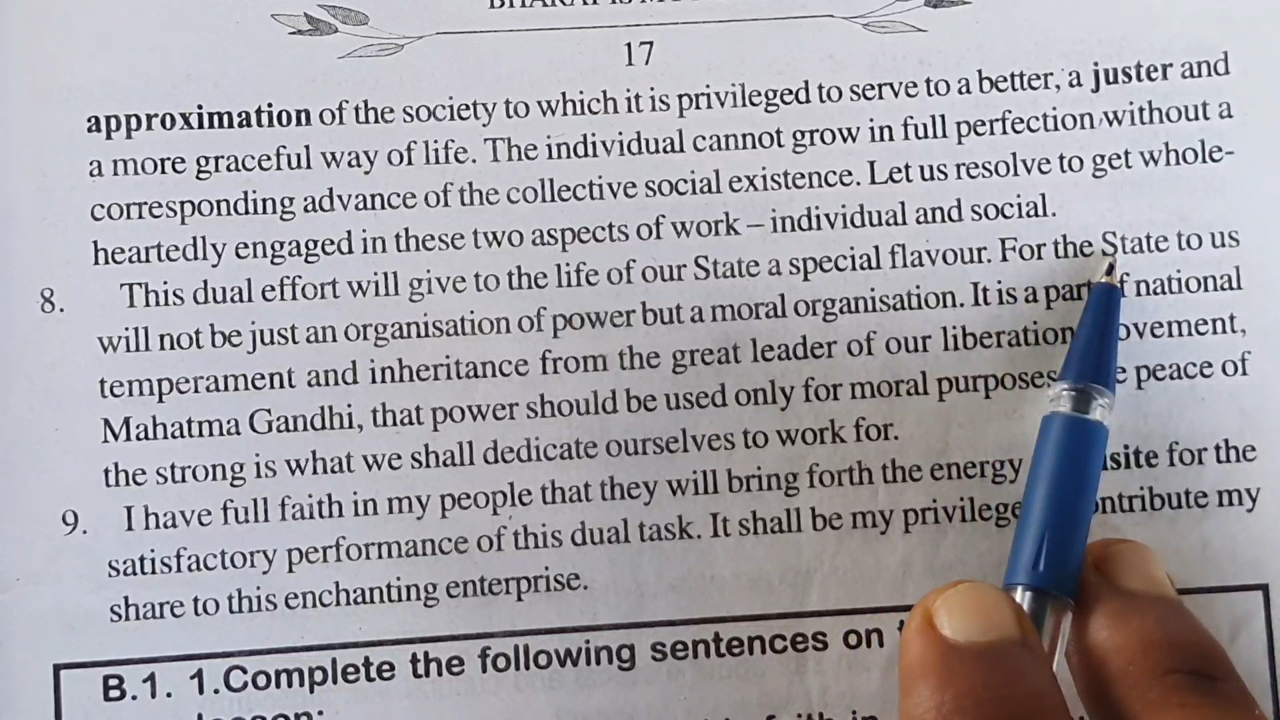 17
approximation of the society to which it is privileged to serve to a better, a juster and
a more graceful way of life. The individual cannot grow in full perfection without a
corresponding advance of the collective social existence. Let us resolve to get whole-
heartedly engaged in these two aspects of work – individual and social.
8. This dual effort will give to the life of our State a special flavour. For the State to us
will not be just an organisation of power but a moral organisation. It is a part of national
temperament and inheritance from the great leader of our liberation movement,
Mahatma Gandhi, that power should be used only for moral purposes. peace of
the strong is what we shall dedicate ourselves to work for.
9. I have full faith in my people that they will bring forth the energy for the
satisfactory performance of this dual task. It shall be my privilege contribute my
share to this enchanting enterprise.
B.1. 1.Complete the following sentences on
lesson:
faith in